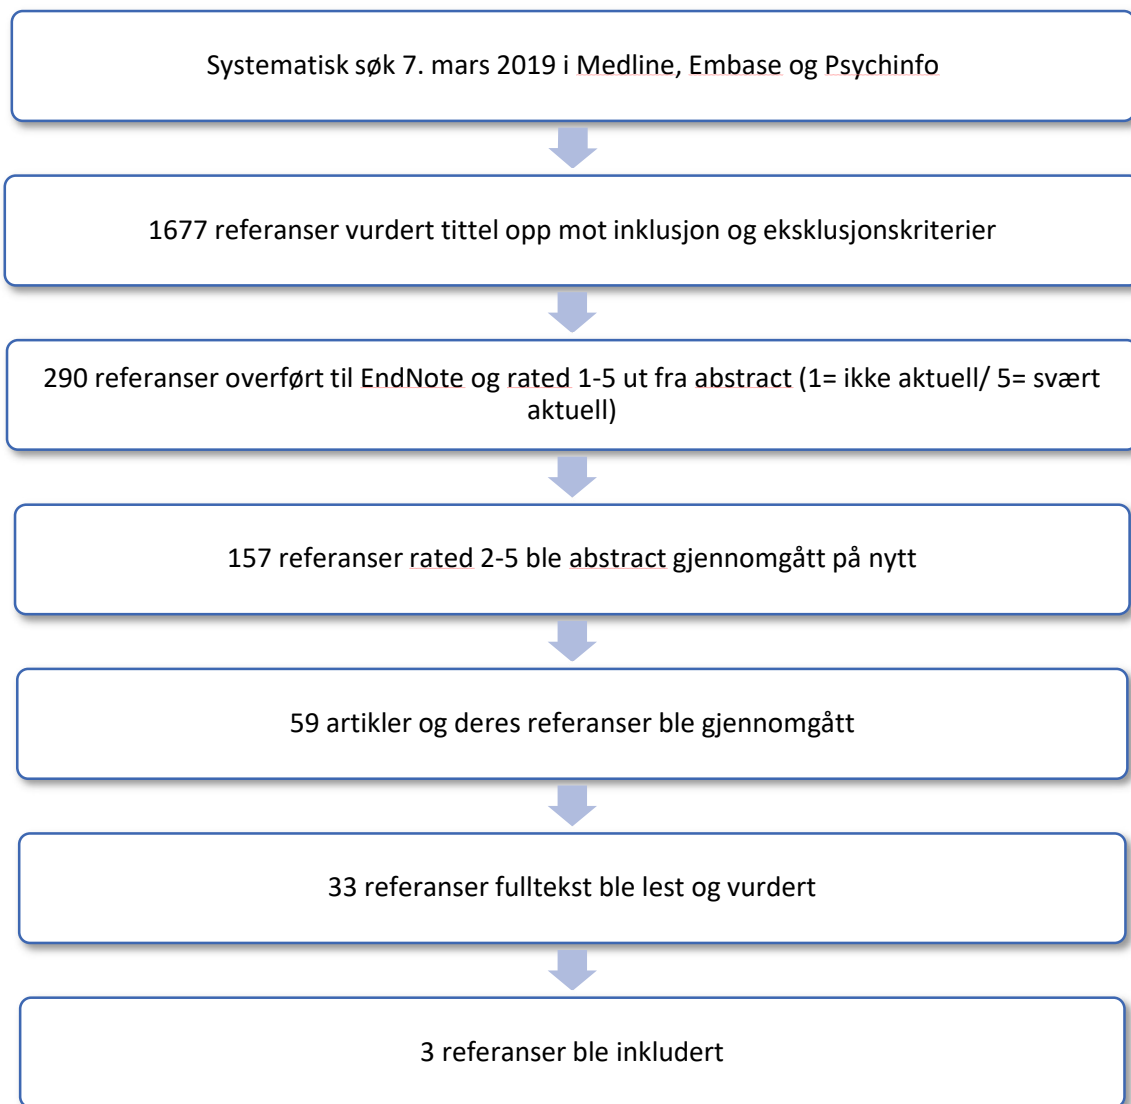 Systematisk søk 7. mars 2019 i Medline, Embase og Psychinfo
1677 referanser vurdert tittel opp mot inklusjon og eksklusjonskriterier
290 referanser overført til EndNote og rated 1-5 ut fra abstract (1= ikke aktuell/ 5= svært
aktuell)
157 referanser rated 2-5 ble abstract gjennomgått på nytt
59 artikler og deres referanser ble gjennomgått
33 referanser fulltekst ble lest og vurdert
3 referanser ble inkludert